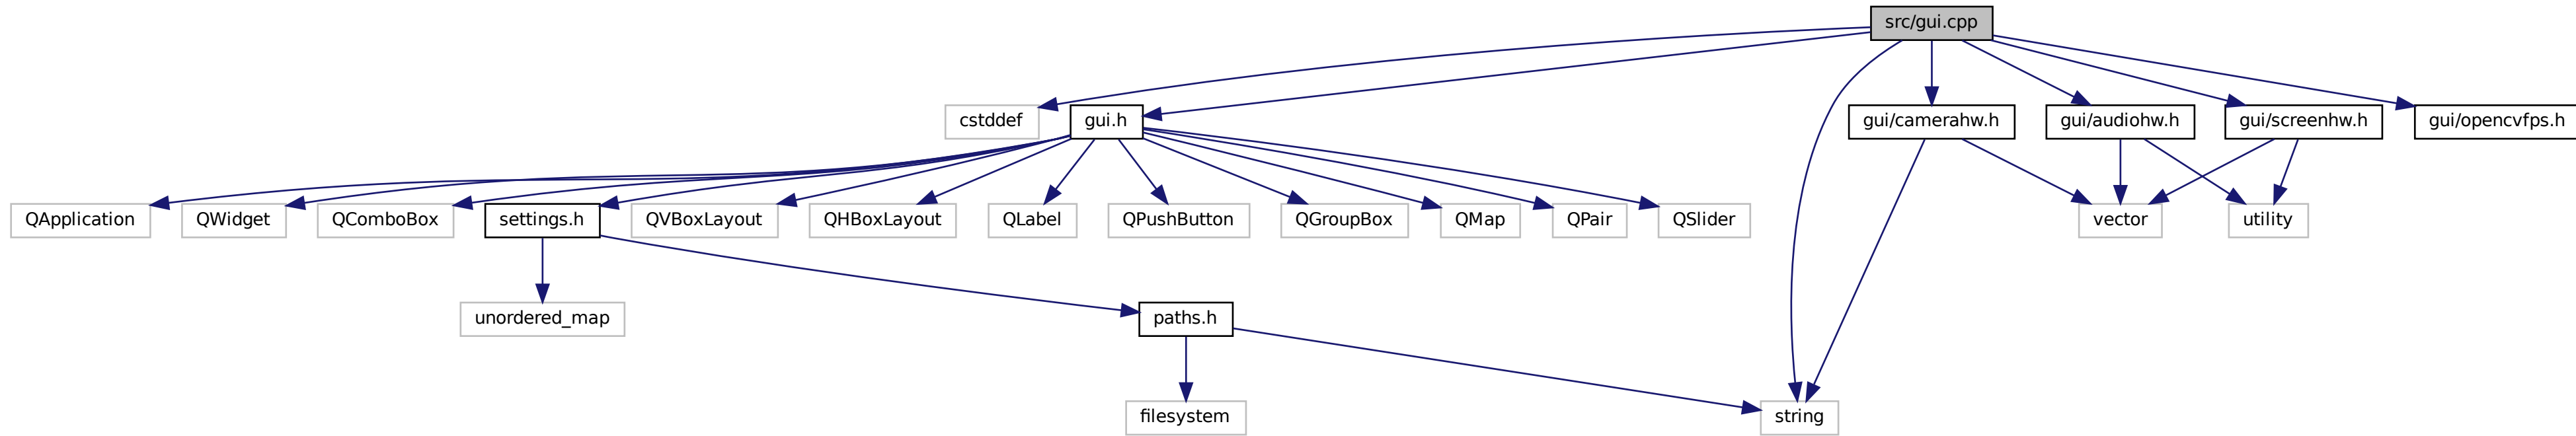 src/gui.cpp
cstddef
gui.h
gui/camerahw.h
gui/audiohw.h
gui/screenhw.h
gui/opencvfps.h
QApplication
QWidget
QComboBox
settings.h
QVBoxLayout
QHBoxLayout
QLabel
QPushButton
QGroupBox
QMap
QPair
QSlider
vector
utility
unordered_map
paths.h
filesystem
string